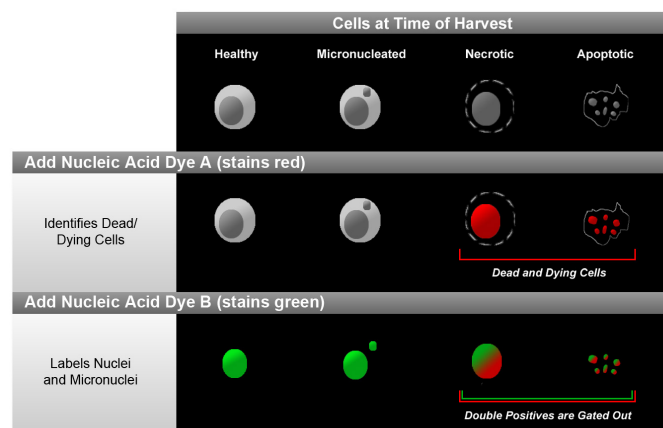 Cells at Time of Harvest
Healthy Micronucleated Necrotic Apoptotic
Add Nucleic Acid Dye A (stains red)
Identifies Dead/
Dying Cells
Dead and Dying Cells
Add Nucleic Acid Dye B (stains green)
Labels Nuclei
and Micronuclei
Double Positives are Gated Out